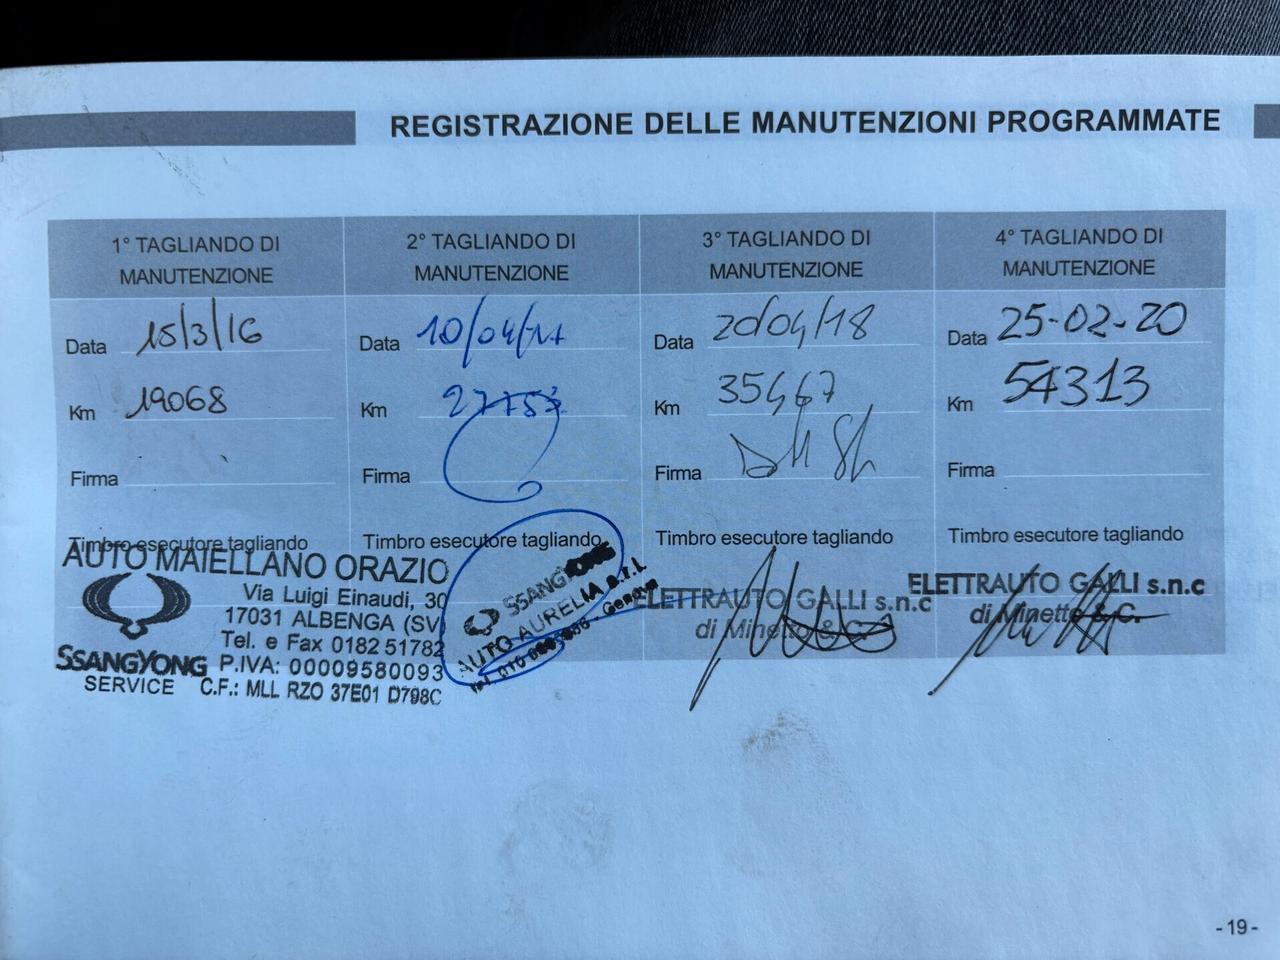 REGISTRAZIONE DELLE MANUTENZIONI PROGRAMMATE
1° TAGLIANDO DI
MANUTENZIONE
Data 15/3/16
Km 19068
Firma
Timbro esecutore tagliando
AUTO MAIELLANO ORAZIO
Via Luigi Einaudi, 30
17031 ALBENGA (SV
Tel. e Fax 0182 51782
SSANGYONG P.IVA: 00009580093
SERVICE C.F.: MLL RZO 37E01 D798C
2° TAGLIANDO DI
MANUTENZIONE
Data 10/04/17
Km 27753
Firma
Timbro esecutore tagliando
SSANGYONG
AUTO AURELIA s.r.l.
Genova
3° TAGLIANDO DI
MANUTENZIONE
Data 20/04/18
Km 35467
Firma
Timbro esecutore tagliando
ELETTRAUTO GALLI s.n.c
di Minetto & C.
4° TAGLIANDO DI
MANUTENZIONE
Data 25-02-20
Km 54313
Firma
Timbro esecutore tagliando
ELETTRAUTO GALLI s.n.c
di Minetto & C.
- 19 -